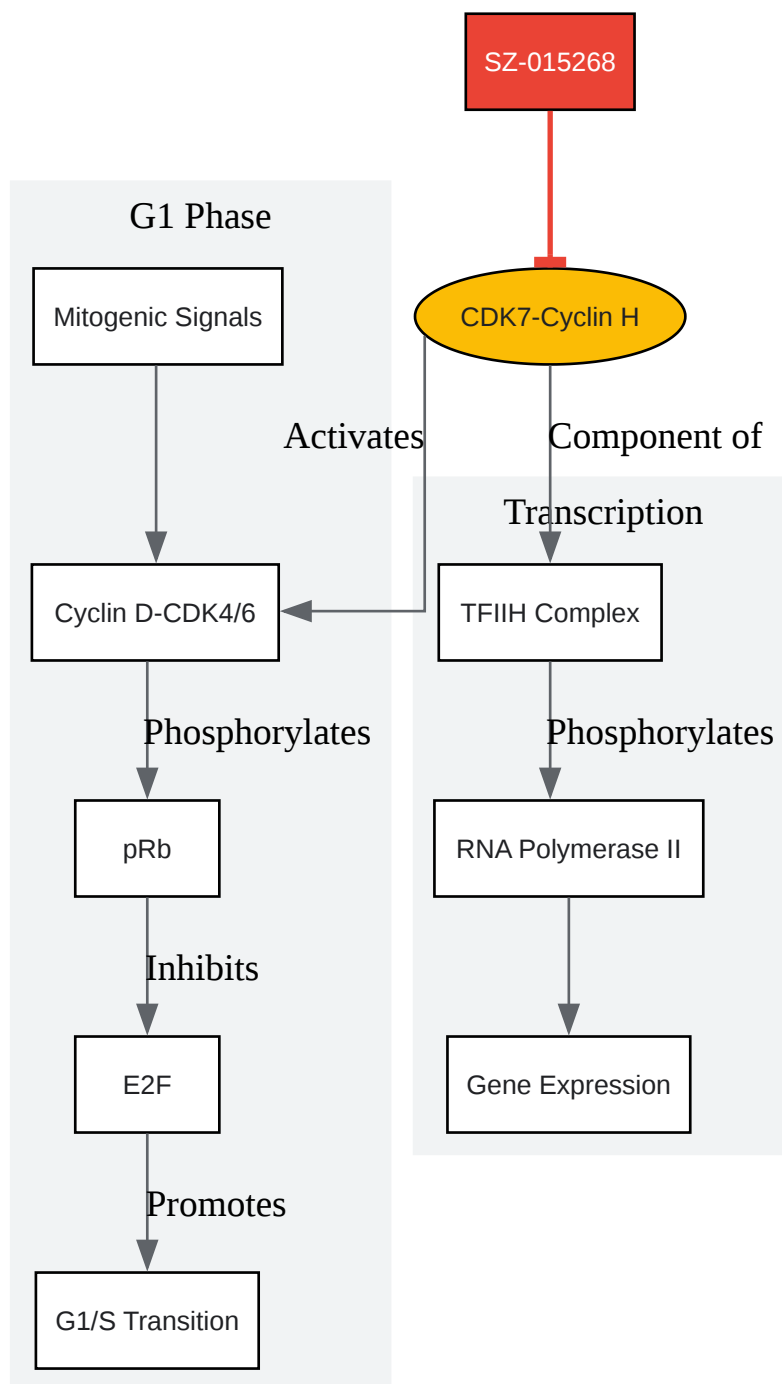 SZ-015268
G1 Phase
Mitogenic Signals
CDK7-Cyclin H
Activates
Component of
Transcription
Cyclin D-CDK4/6
TFIIH Complex
Phosphorylates
Phosphorylates
pRb
RNA Polymerase II
Inhibits
E2F
Gene Expression
Promotes
G1/S Transition